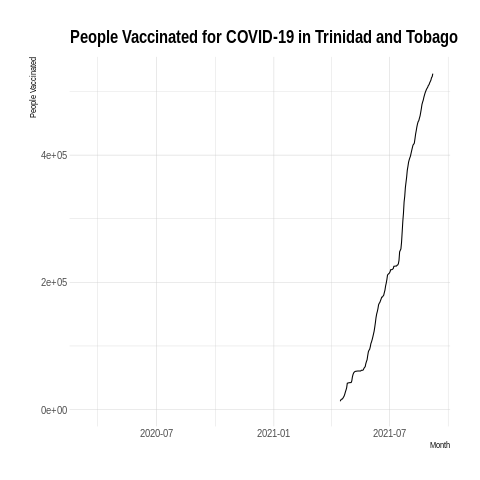 People Vaccinated for COVID-19 in Trinidad and Tobago
People Vaccinated
4e+05
2e+05
0e+00
2020-07 2021-01 2021-07
Month